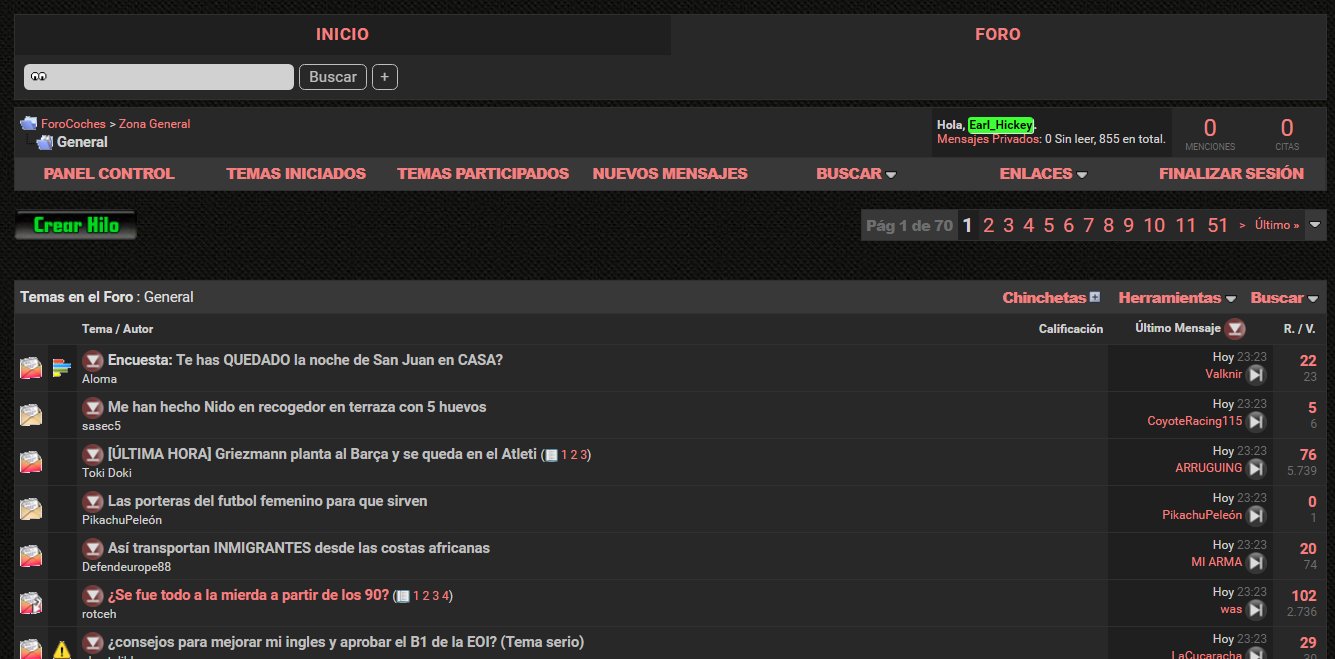 INICIO FORO
Buscar +
ForoCoches > Zona General
General
Hola, Earl_Hickey.
Mensajes Privados: 0 Sin leer, 855 en total.
0 0
MENCIONES CITAS
PANEL CONTROL TEMAS INICIADOS TEMAS PARTICIPADOS NUEVOS MENSAJES BUSCAR ENLACES FINALIZAR SESIÓN
Crear Hilo
Pág 1 de 70 1 2 3 4 5 6 7 8 9 10 11 51 > Último »
Temas en el Foro : General Chinchetas Herramientas Buscar
Tema / Autor Calificación Último Mensaje R. / V.
Encuesta: Te has QUEDADO la noche de San Juan en CASA? Hoy 23:23 22
Aloma Valknir 23
Me han hecho Nido en recogedor en terraza con 5 huevos Hoy 23:23 5
sasec5 CoyoteRacing115 6
[ÚLTIMA HORA] Griezmann planta al Barça y se queda en el Atleti ( 1 2 3) Hoy 23:23 76
Toki Doki ARRUGUING 5.739
Las porteras del futbol femenino para que sirven Hoy 23:23 0
PikachuPeleón PikachuPeleón 1
Así transportan INMIGRANTES desde las costas africanas Hoy 23:23 20
Defendeurope88 MI ARMA 74
¿Se fue todo a la mierda a partir de los 90? ( 1 2 3 4) Hoy 23:23 102
rotceh was 2.736
¿consejos para mejorar mi ingles y aprobar el B1 de la EOI? (Tema serio) Hoy 23:23 29
LaCucaracha